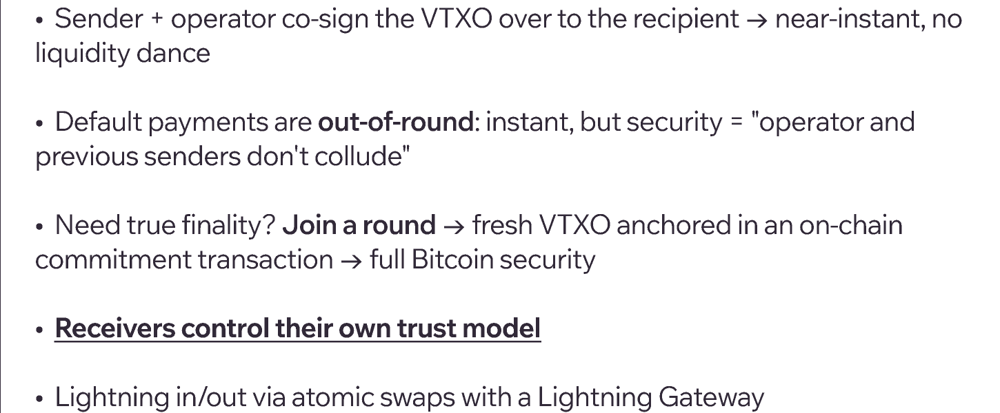 • Sender + operator co-sign the VTXO over to the recipient → near-instant, no
liquidity dance
• Default payments are out-of-round: instant, but security = "operator and
previous senders don't collude"
• Need true finality? Join a round → fresh VTXO anchored in an on-chain
commitment transaction → full Bitcoin security
• Receivers control their own trust model
• Lightning in/out via atomic swaps with a Lightning Gateway